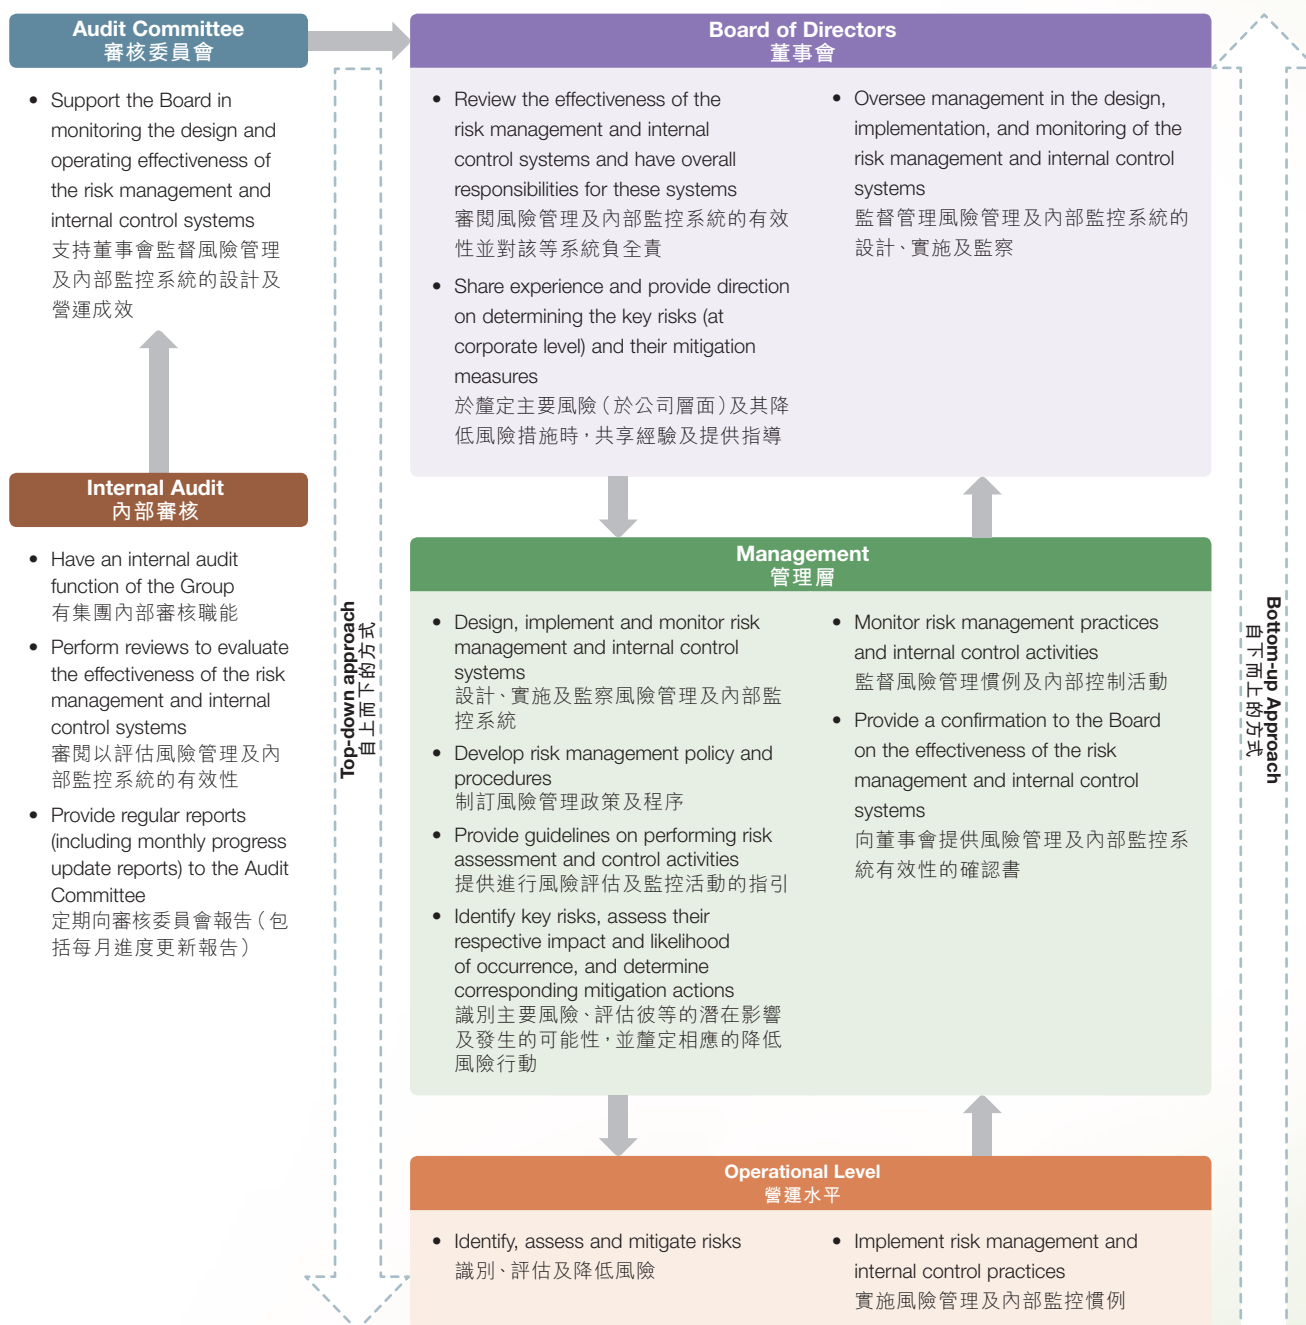 Audit Committee
審核委員會
• Support the Board in
monitoring the design and
operating effectiveness of
the risk management and
internal control systems
支持董事會監督風險管理
及內部監控系統的設計及
營運成效
Internal Audit
內部審核
• Have an internal audit
function of the Group
有集團內部審核職能
• Perform reviews to evaluate
the effectiveness of the risk
management and internal
control systems
審閱以評估風險管理及內
部監控系統的有效性
• Provide regular reports
(including monthly progress
update reports) to the Audit
Committee
定期向審核委員會報告（包
括每月進度更新報告）
Top-down approach
自上而下的方式
Board of Directors
董事會
• Review the effectiveness of the
risk management and internal
control systems and have overall
responsibilities for these systems
審閱風險管理及內部監控系統的有效
性並對該等系統負全責
• Share experience and provide direction
on determining the key risks (at
corporate level) and their mitigation
measures
於釐定主要風險（於公司層面）及其降
低風險措施時，共享經驗及提供指導
• Oversee management in the design,
implementation, and monitoring of the
risk management and internal control
systems
監督管理風險管理及內部監控系統的
設計、實施及監察
Management
管理層
• Design, implement and monitor risk
management and internal control
systems
設計、實施及監察風險管理及內部監
控系統
• Develop risk management policy and
procedures
制訂風險管理政策及程序
• Provide guidelines on performing risk
assessment and control activities
提供進行風險評估及監控活動的指引
• Identify key risks, assess their
respective impact and likelihood
of occurrence, and determine
corresponding mitigation actions
識別主要風險、評估彼等的潛在影響
及發生的可能性，並釐定相應的降低
風險行動
• Monitor risk management practices
and internal control activities
監督風險管理慣例及內部控制活動
• Provide a confirmation to the Board
on the effectiveness of the risk
management and internal control
systems
向董事會提供風險管理及內部監控系
統有效性的確認書
Operational Level
營運水平
• Identify, assess and mitigate risks
識別、評估及降低風險
• Implement risk management and
internal control practices
實施風險管理及內部監控慣例
Bottom-up Approach
自下而上的方式